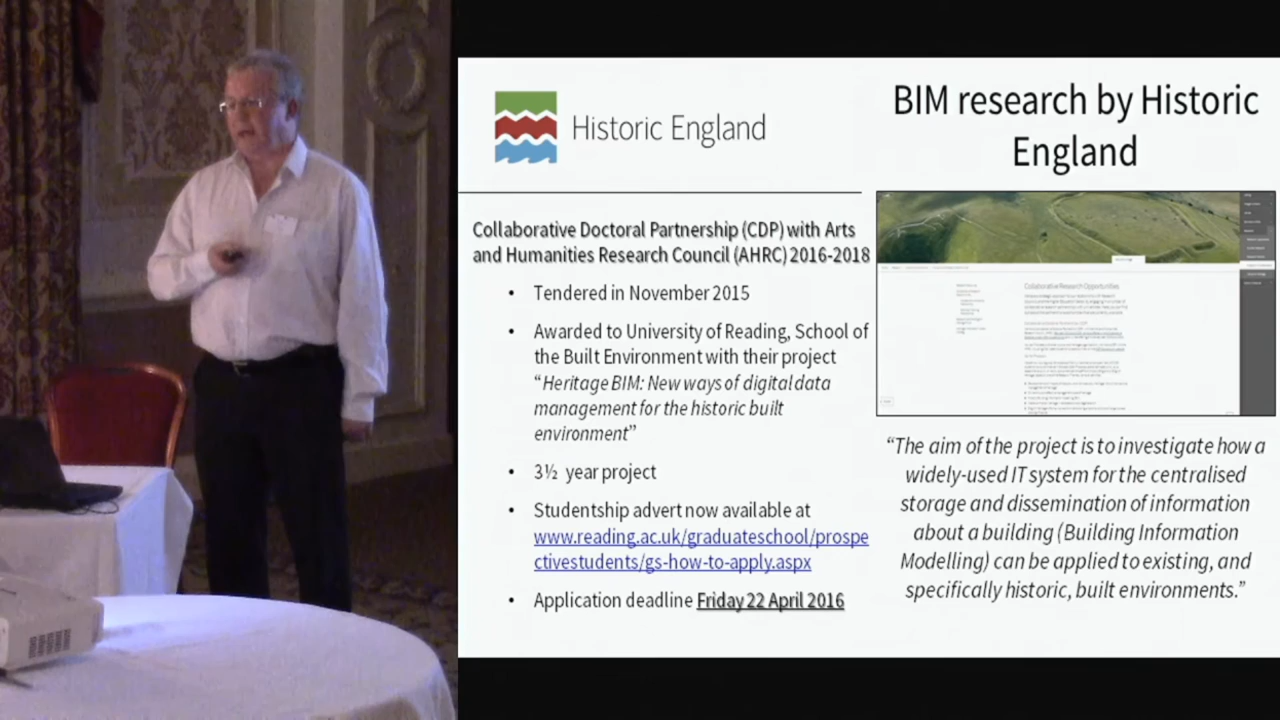 Historic England
BIM research by Historic
England
Collaborative Doctoral Partnership (CDP) with Arts
and Humanities Research Council (AHRC) 2016-2018
• Tendered in November 2015
• Awarded to University of Reading, School of
the Built Environment with their project
“Heritage BIM: New ways of digital data
management for the historic built
environment”
• 3½ year project
• Studentship advert now available at
www.reading.ac.uk/graduateschool/prospe
ctivestudents/gs-how-to-apply.aspx
• Application deadline Friday 22 April 2016
Collaborative Research Opportunities
“The aim of the project is to investigate how a
widely-used IT system for the centralised
storage and dissemination of information
about a building (Building Information
Modelling) can be applied to existing, and
specifically historic, built environments.”